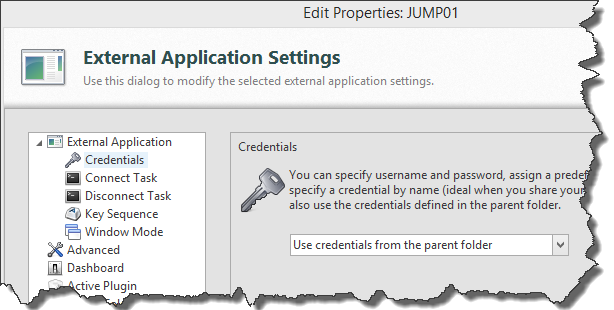 Edit Properties: JUMP01
External Application Settings
Use this dialog to modify the selected external application settings.
External Application
Credentials
Connect Task
Disconnect Task
Key Sequence
Window Mode
Advanced
Dashboard
Active Plugin
Credentials
You can specify username and password, assign a predef
specify a credential by name (ideal when you share your
also use the credentials defined in the parent folder.
Use credentials from the parent folder